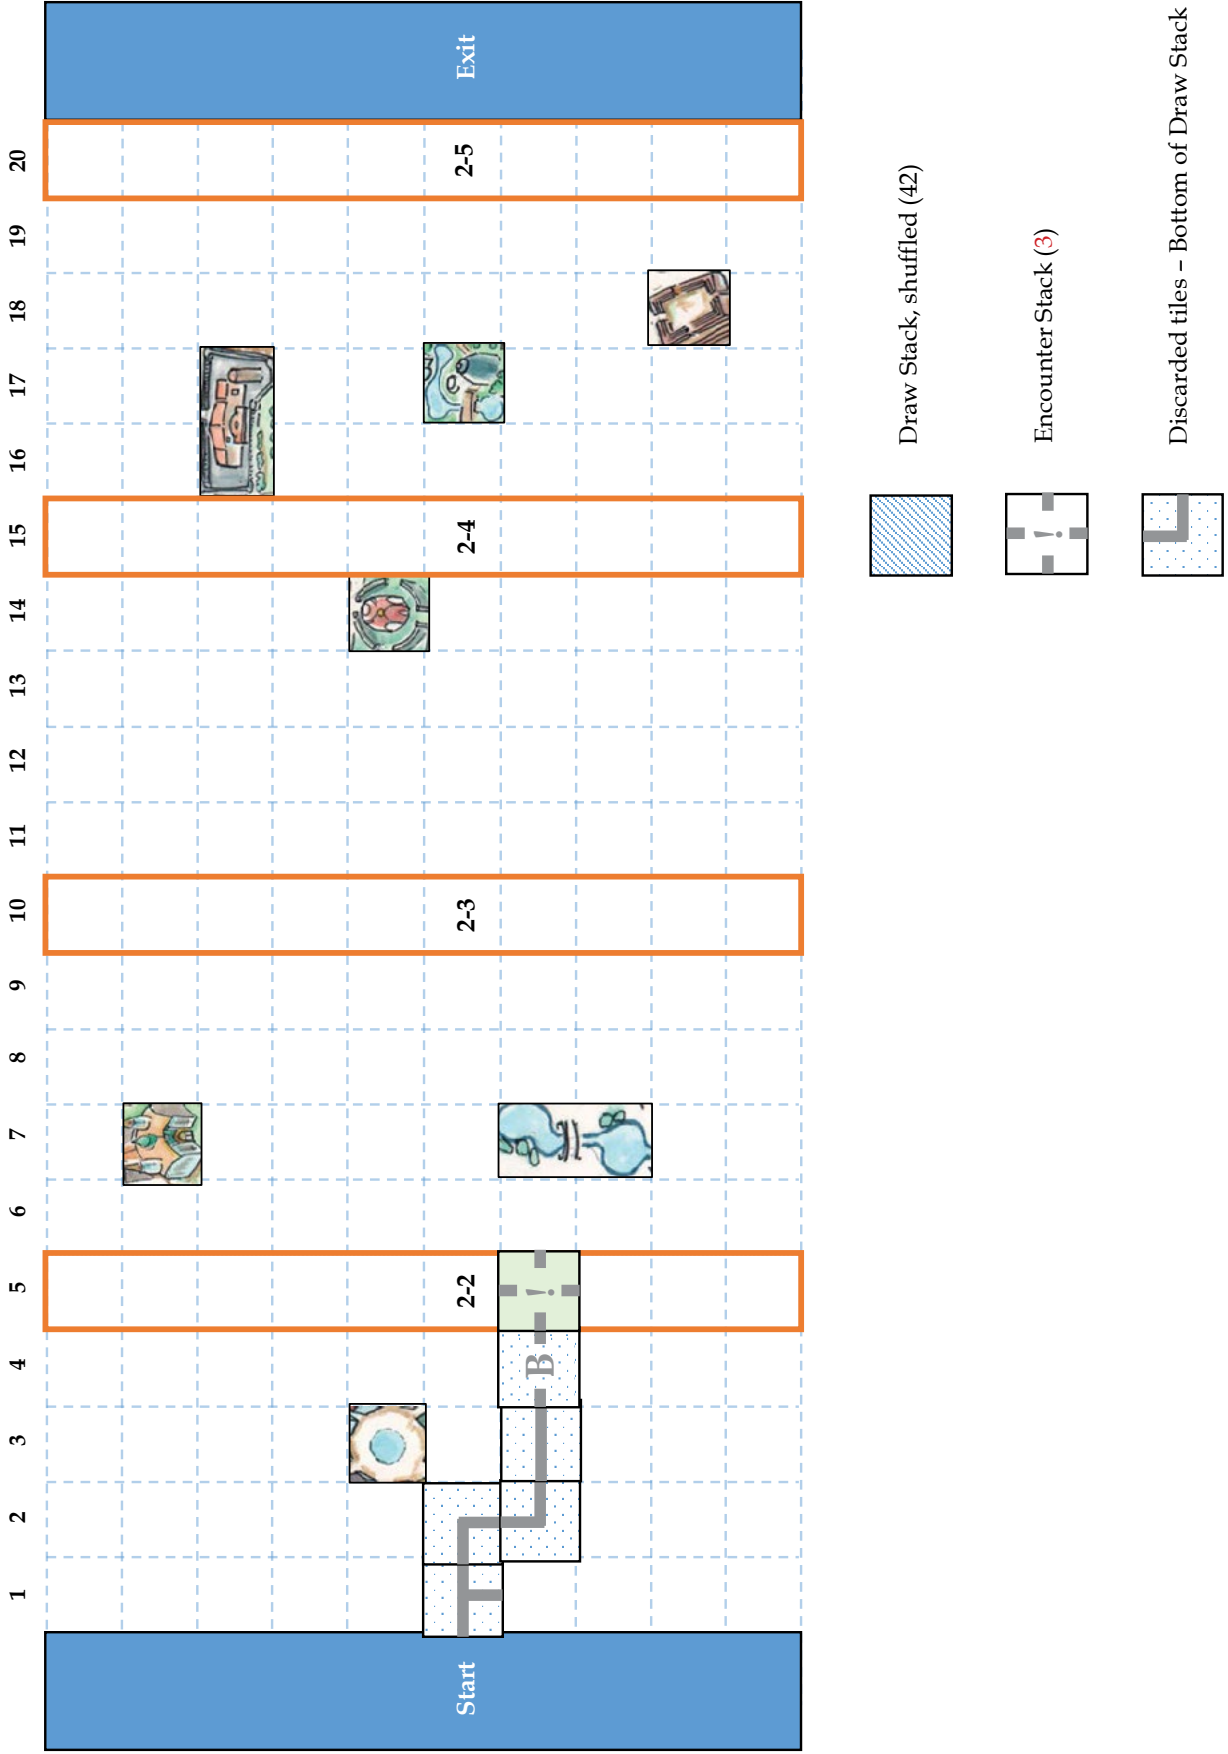 1 2 3 4 5 6 7 8 9 10 11 12 13 14 15 16 17 18 19 20
Start
2-2
2-3
2-4
2-5
Exit
B
!
!
Draw Stack, shuffled (42)
Encounter Stack (3)
Discarded tiles – Bottom of Draw Stack